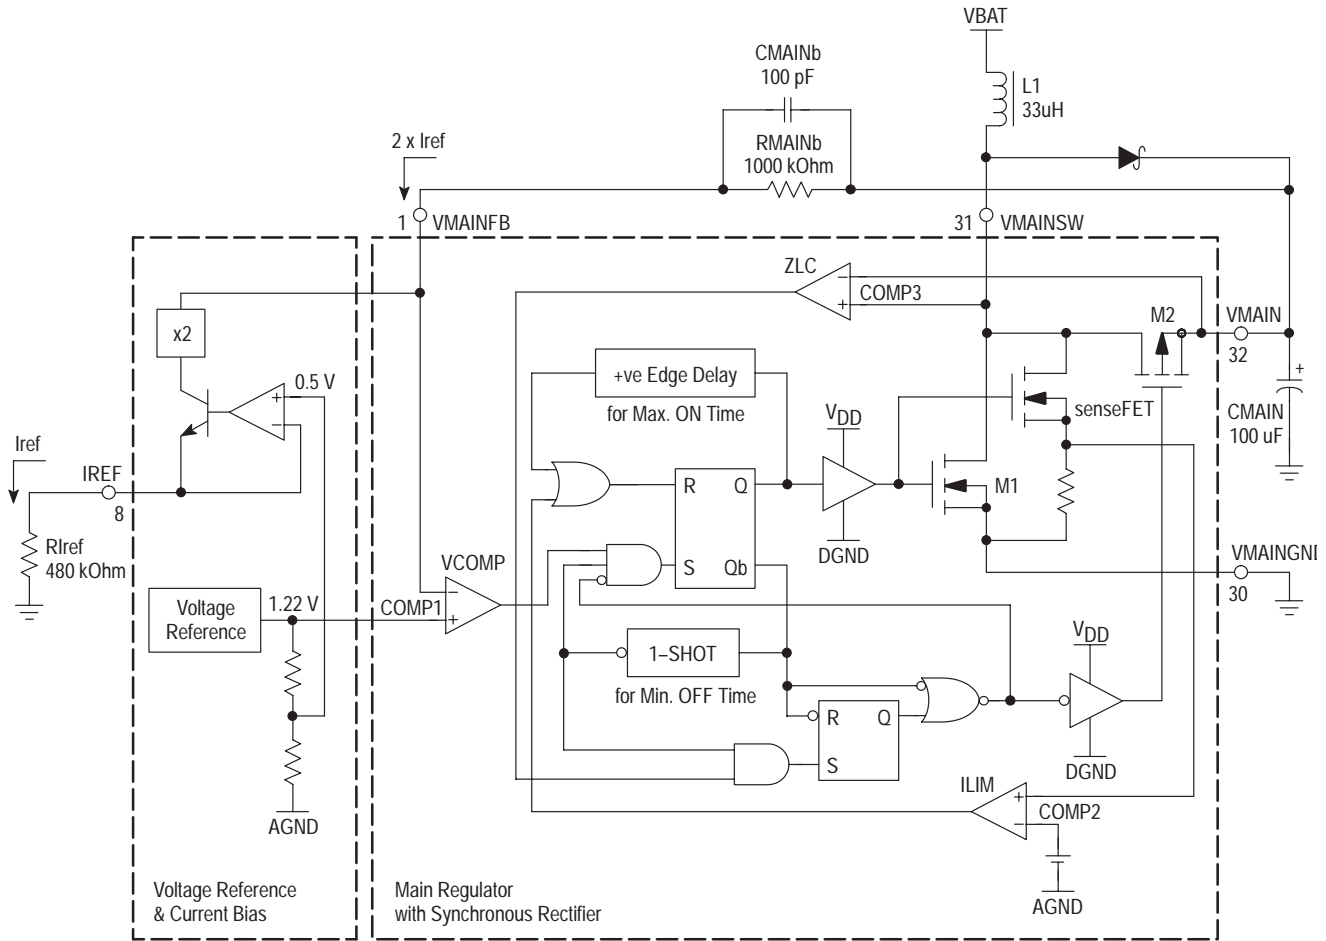 VBAT
CMAINb
100 pF
L1
33uH
2 x Iref
RMAINb
1000 kOhm
1
VMAINFB
31
VMAINSW
ZLC
COMP3
M2
VMAIN
32
x2
+ve Edge Delay
for Max. ON Time
0.5 V
VDD
senseFET
CMAIN
100 uF
Iref
IREF
8
R
Q
M1
DGND
RIref
480 kOhm
VCOMP
S
Qb
VMAINGND
30
Voltage
Reference
1.22 V
COMP1
1–SHOT
for Min. OFF Time
VDD
R
Q
S
DGND
ILIM
COMP2
AGND
AGND
Voltage Reference
& Current Bias
Main Regulator
with Synchronous Rectifier